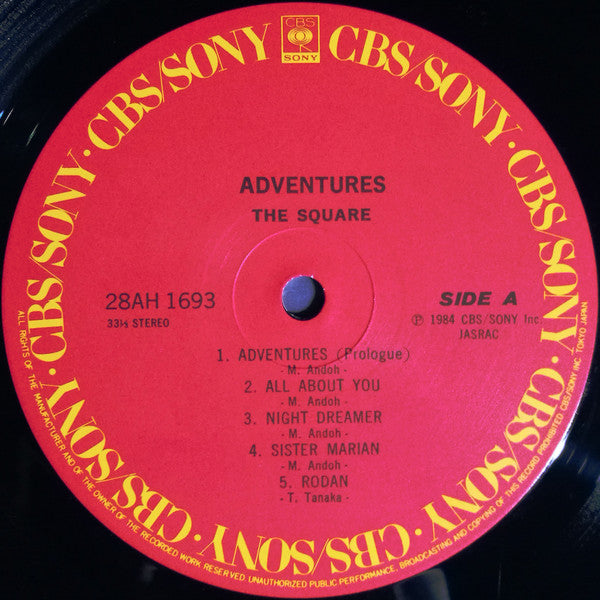 CBS
SONY
CBS/SONY · CBS/SONY · CBS/SONY · CBS/SONY · CBS/SONY · CBS/SONY · CBS/SONY · CBS/SONY
ADVENTURES
THE SQUARE
28AH 1693
33⅓ STEREO
SIDE A
Ⓟ 1984 CBS/SONY Inc.
JASRAC
1. ADVENTURES (Prologue)
- M. Andoh -
2. ALL ABOUT YOU
- M. Andoh -
3. NIGHT DREAMER
- M. Andoh -
4. SISTER MARIAN
- M. Andoh -
5. RODAN
- T. Tanaka -
ALL RIGHTS OF THE MANUFACTURER AND OF THE OWNER OF THE RECORDED WORK RESERVED. UNAUTHORIZED PUBLIC PERFORMANCE, BROADCASTING AND COPYING OF THIS RECORD PROHIBITED CBS/SONY INC. TOKYO JAPAN